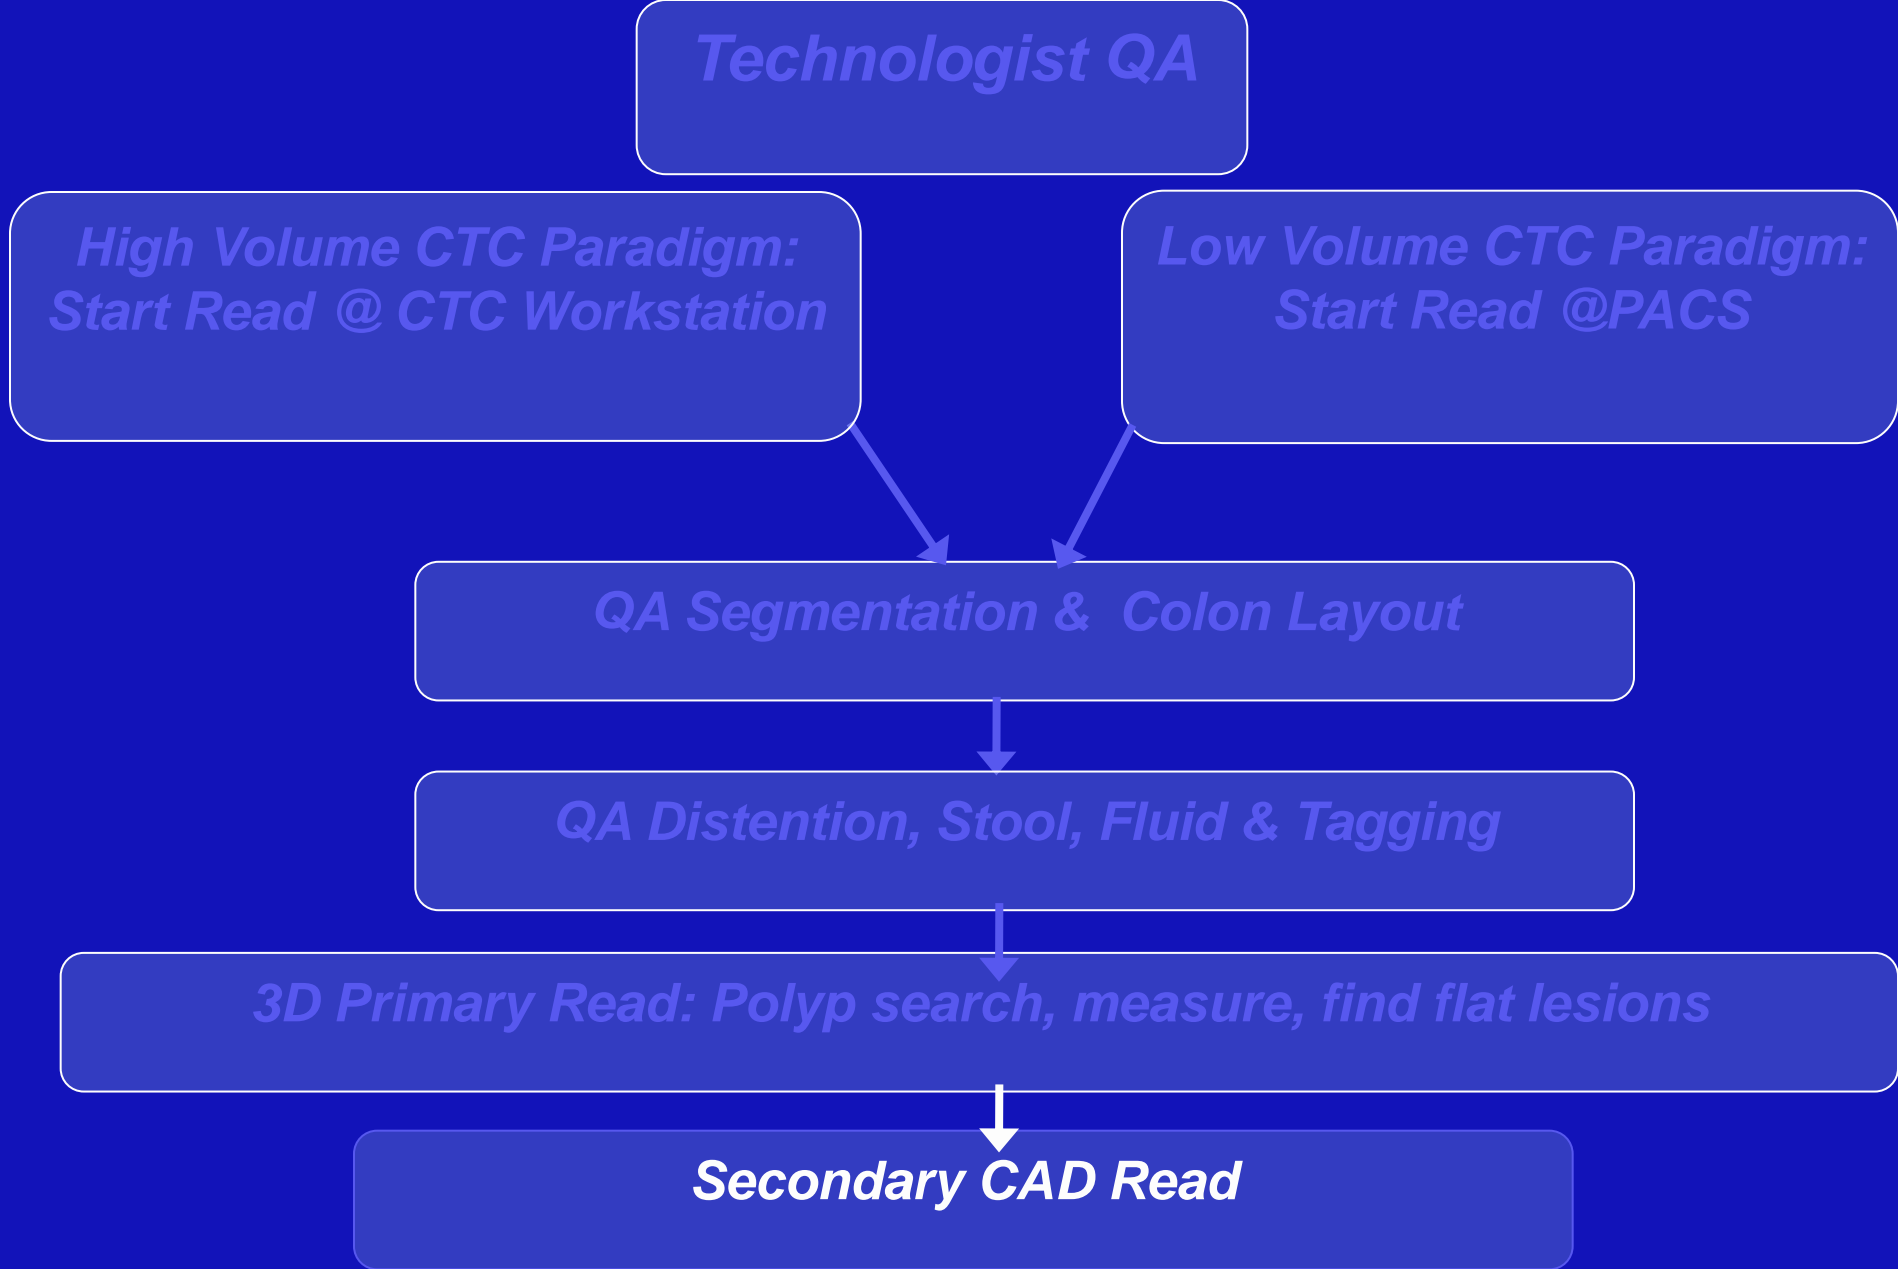 Technologist QA
High Volume CTC Paradigm:
Start Read @ CTC Workstation
Low Volume CTC Paradigm:
Start Read @PACS
QA Segmentation & Colon Layout
QA Distention, Stool, Fluid & Tagging
3D Primary Read: Polyp search, measure, find flat lesions
Secondary CAD Read